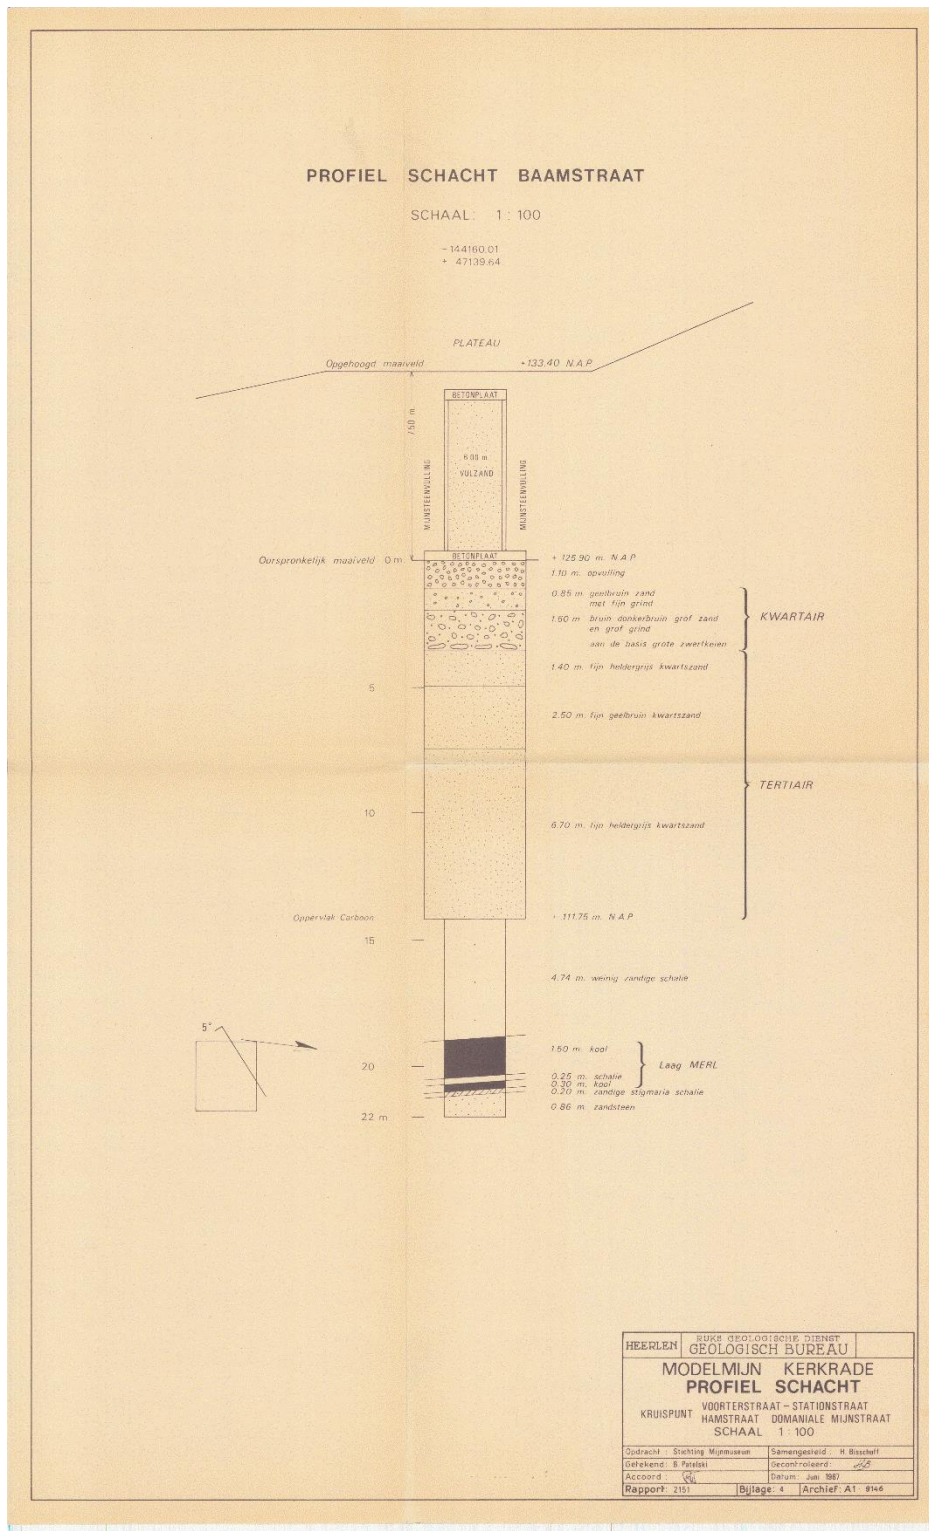 PROFIEL SCHACHT BAAMSTRAAT
SCHAAL: 1 : 100
- 144160.01
+ 47139.64
PLATEAU
Opgehoogd maaiveld +133.40 N.A.P.
BETONPLAAT
7.50 m.
MIJNSTEENVULLING
VULZAND
MIJNSTEENVULLING
BETONPLAAT
Oorspronkelijk maaiveld 0 m
+ 125.90 m. N.A.P.
1.10 m. opvulling
0.85 m. geelbruin zand
met fijn grind
1.60 m bruin donkerbruin grof zand
en grof grind
aan de basis grote zwerfkeien
KWARTAIR
1.40 m. fijn heldergrijs kwartszand
5
2.50 m. fijn geelbruin kwartszand
TERTIAIR
10
6.70 m. fijn heldergrijs kwartszand
Oppervlak Carboon
+ 111.75 m. N.A.P.
15
4.74 m. weinig zandige schalie
5°
1.50 m. kool
20
Laag MERL
0.25 m. schalie
0.30 m. kool
0.20 m. zandige stigmaria schalie
0.86 m. zandsteen
22 m
HEERLEN
RIJKS GEOLOGISCHE DIENST
GEOLOGISCH BUREAU
MODELMIJN KERKRADE
PROFIEL SCHACHT
KRUISPUNT VOORTERSTRAAT - STATIONSTRAAT
HAMSTRAAT DOMANIALE MIJNSTRAAT
SCHAAL 1 : 100
Opdracht : Stichting Mijnmuseum
Samengesteld : H. Bisschoff
Getekend : B. Patelski
Gecontroleerd :
Accoord :
Datum : Juni 1987
Rapport: 2151
Bijlage: 4
Archief: A1 - 9146